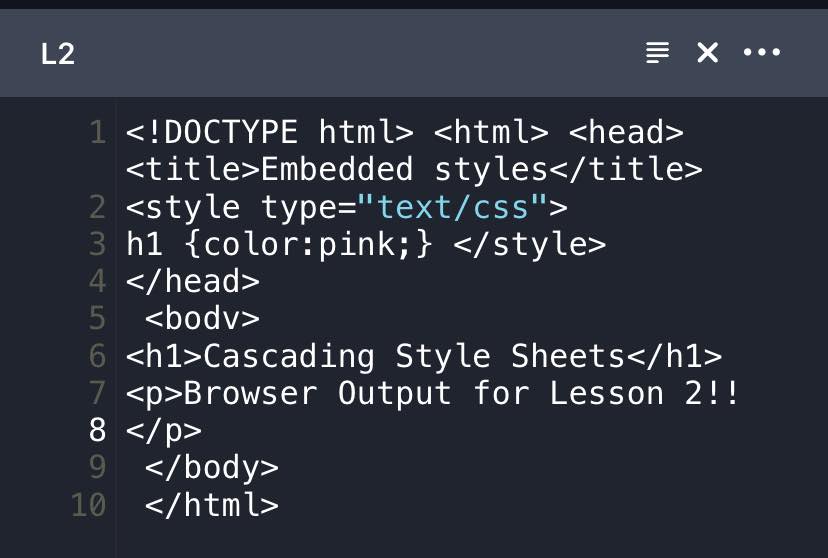 L2
1 <!DOCTYPE html> <html> <head>
<title>Embedded styles</title>
2 <style type="text/css">
3 h1 {color:pink;} </style>
4 </head>
5 <bodv>
6 <h1>Cascading Style Sheets</h1>
7 <p>Browser Output for Lesson 2!!
8 </p>
9 </body>
10 </html>